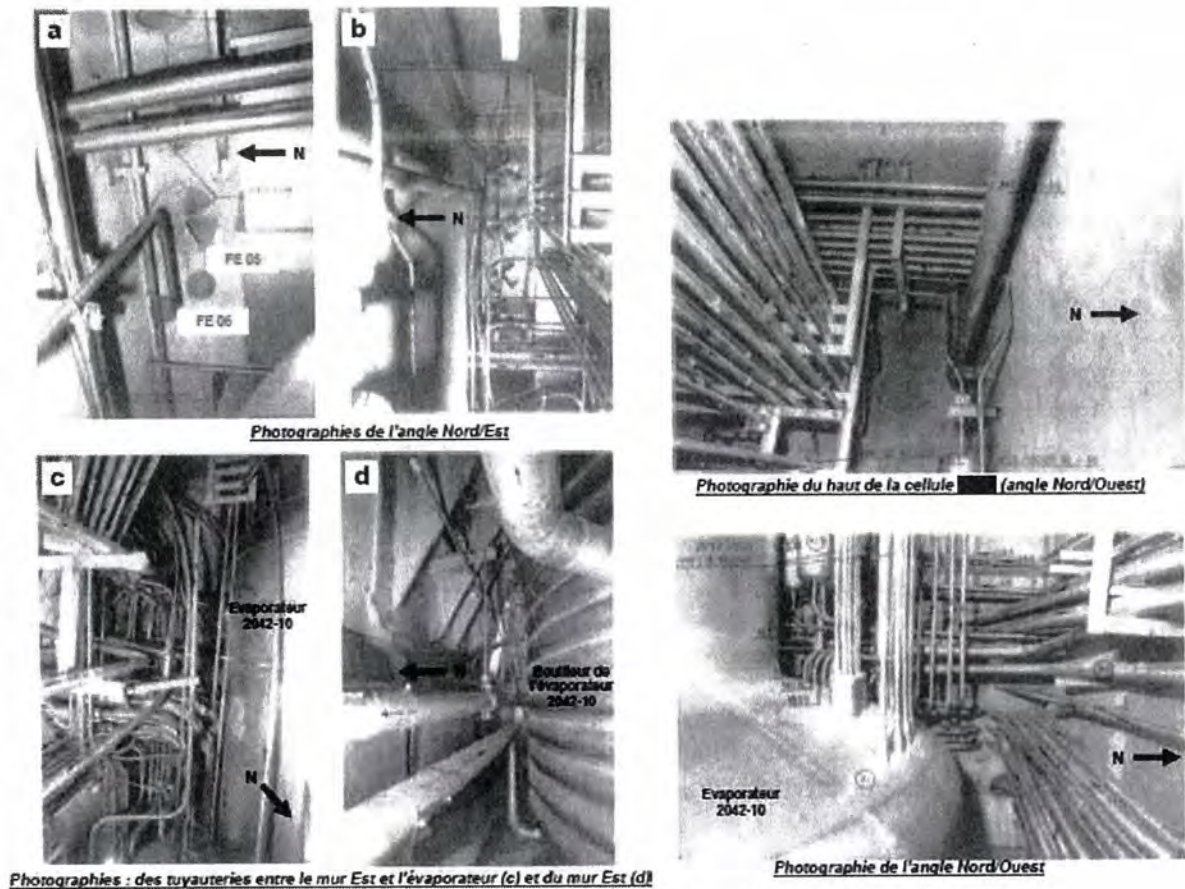 a
b
N
N
FE 05
FE 06
Photographies de l'angle Nord/Est
c
d
Evaporateur
2042-10
N
N
Bouilleur de
l'évaporateur
2042-10
Photographies : des tuyauteries entre le mur Est et l'évaporateur (c) et du mur Est (d)
N
Photographie du haut de la cellule (angle Nord/Ouest)
Evaporateur
2042-10
N
Photographie de l'angle Nord/Ouest